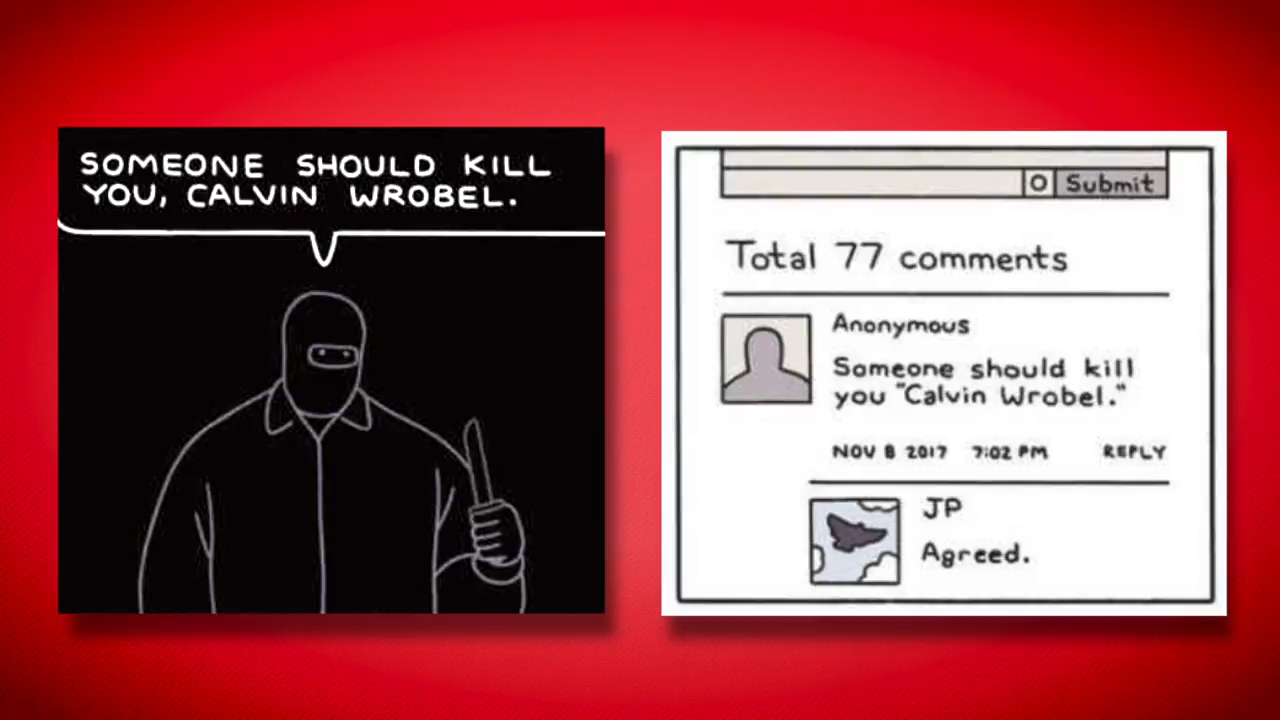 SOMEONE SHOULD KILL
YOU, CALVIN WROBEL.
Submit
Total 77 comments
Anonymous
Someone should kill
you "Calvin Wrobel."
NOV 8 2017 7:02 PM REPLY
JP
Agreed.